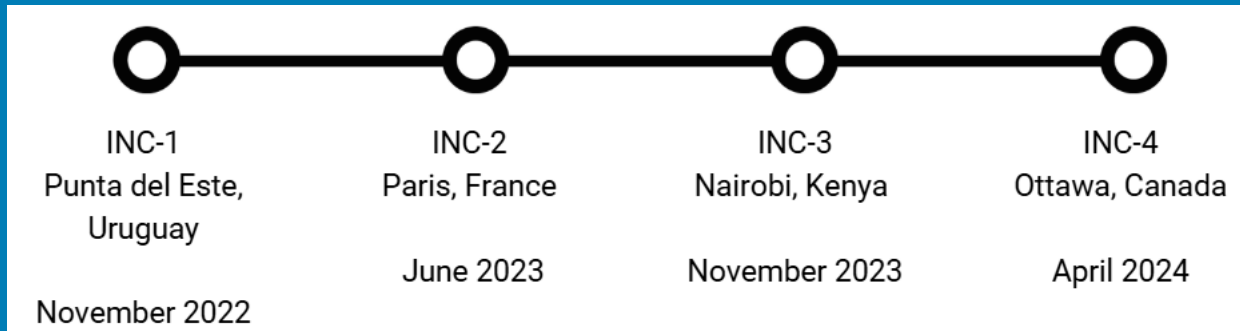 INC-1
Punta del Este,
Uruguay
November 2022
INC-2
Paris, France
June 2023
INC-3
Nairobi, Kenya
November 2023
INC-4
Ottawa, Canada
April 2024